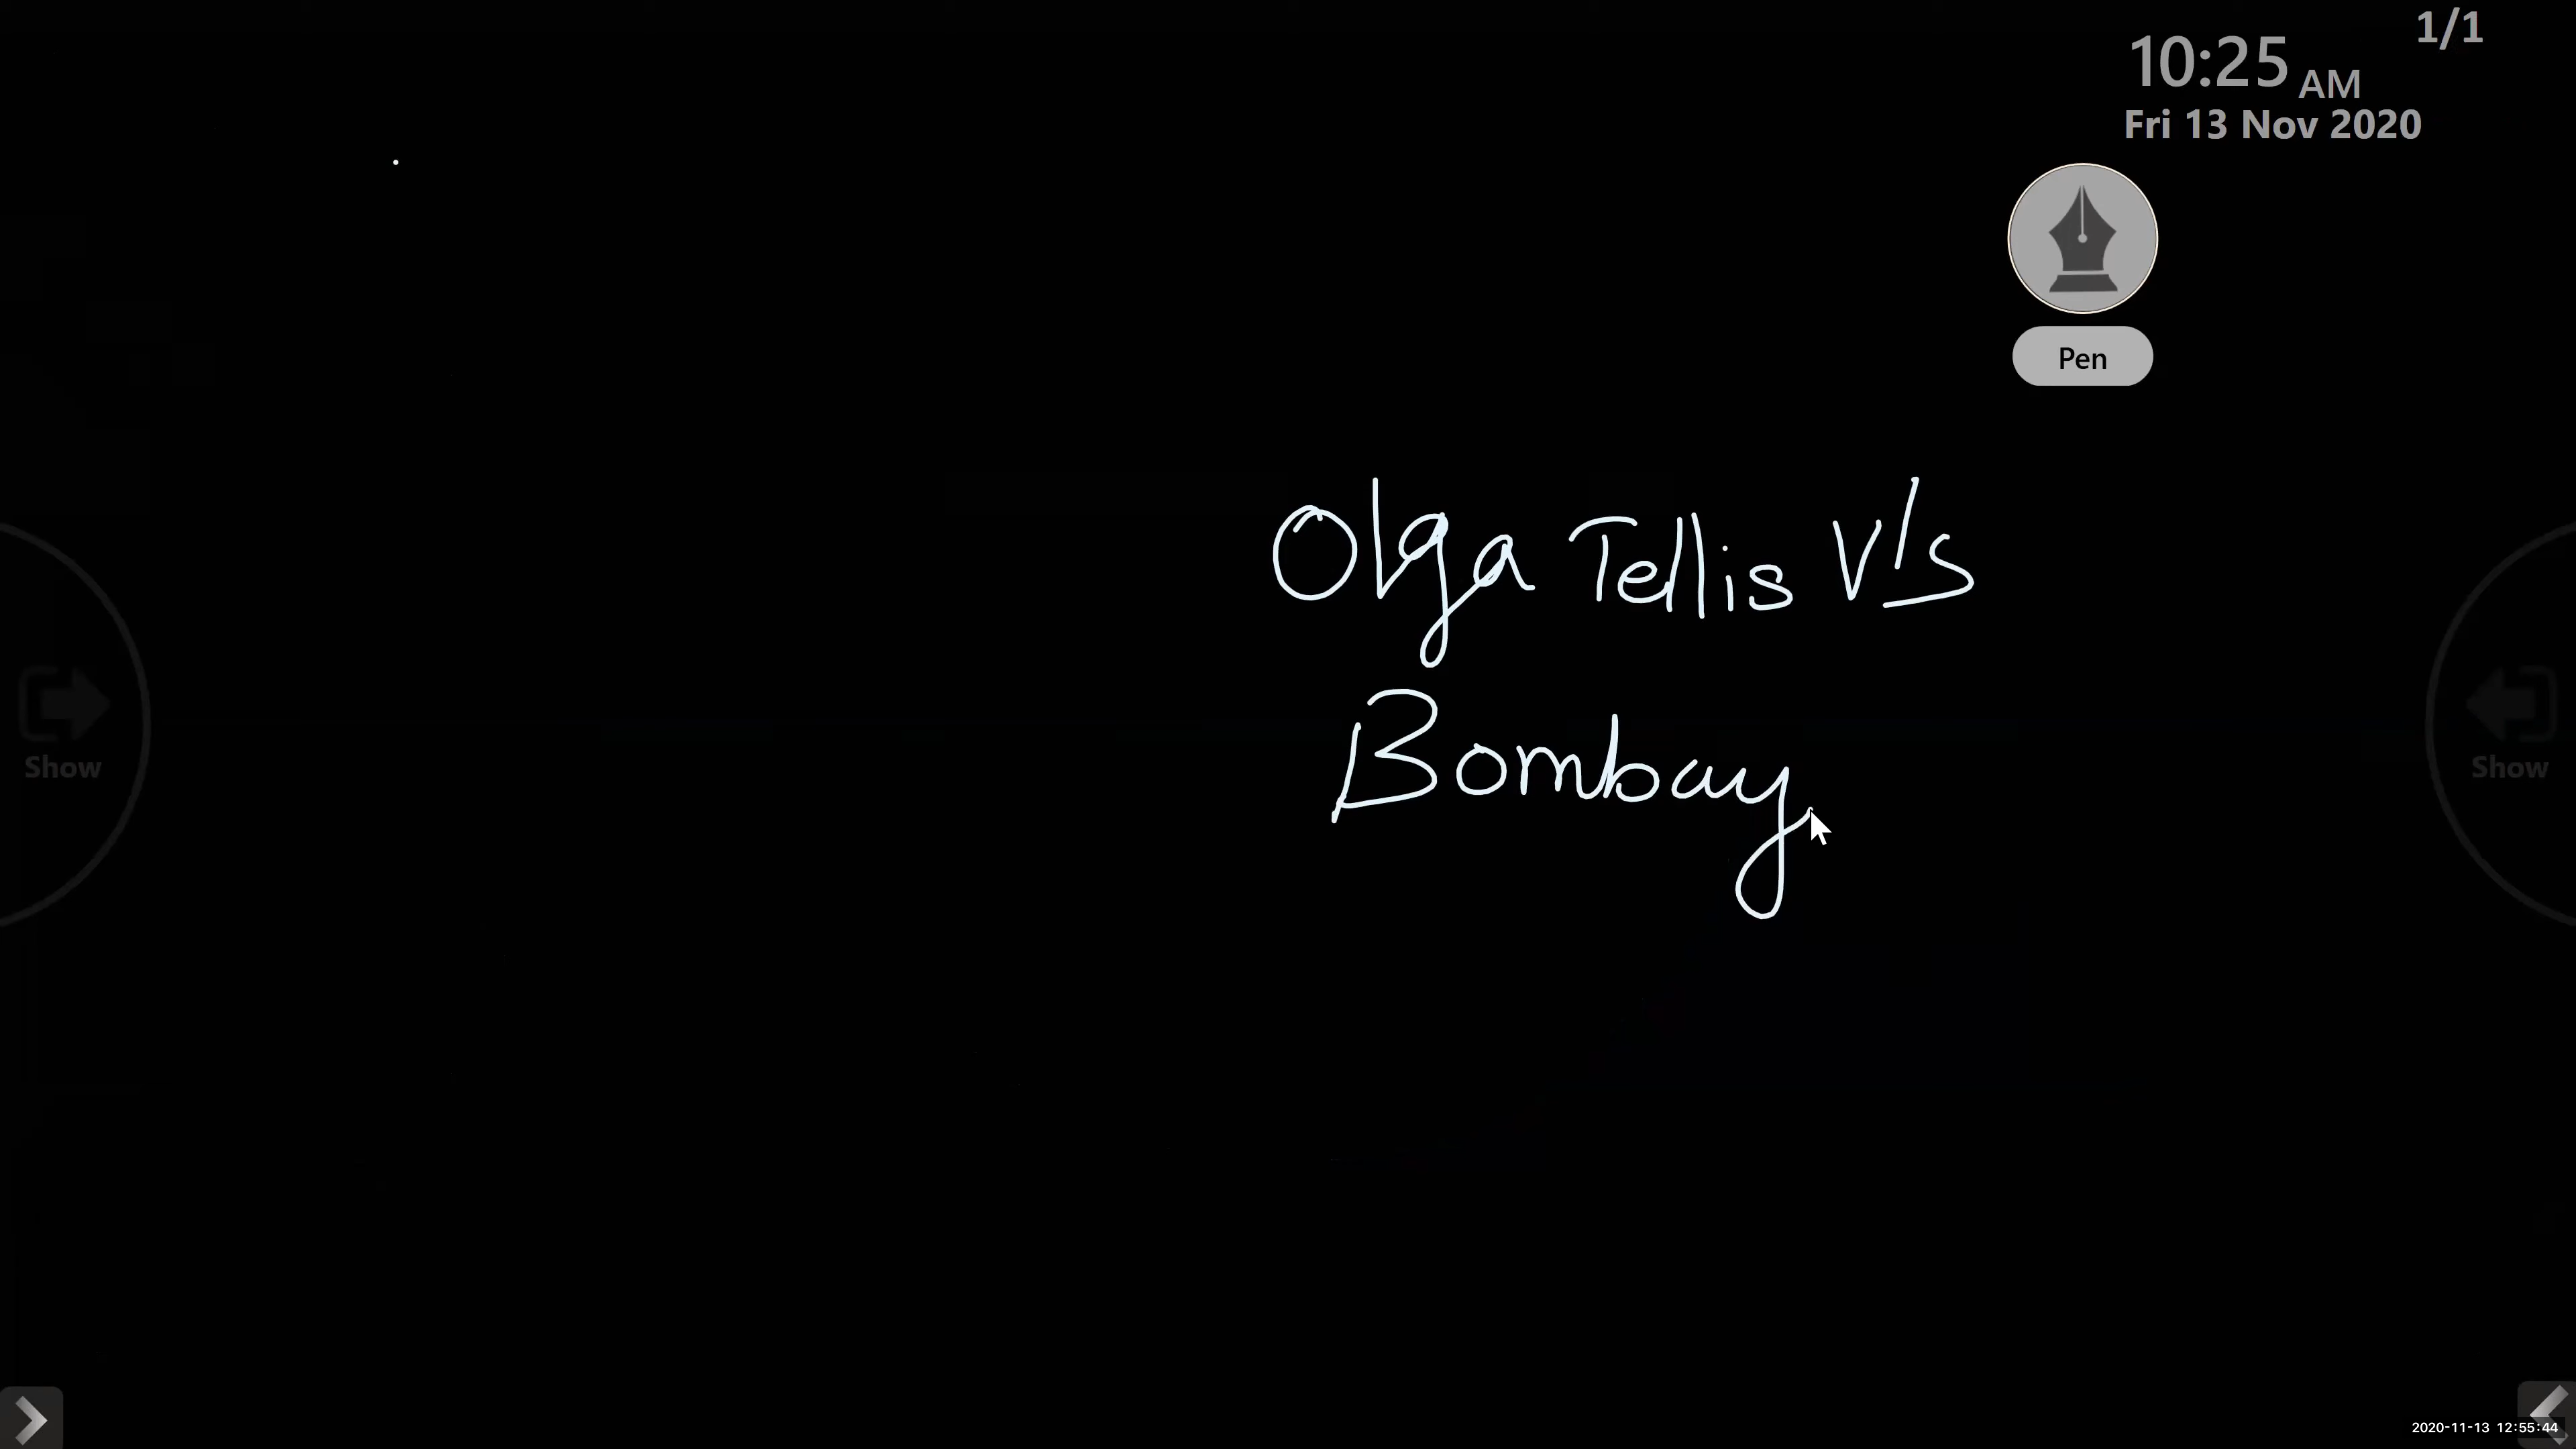 1/1
10:25 AM
Fri 13 Nov 2020
Pen
Olga Tellis V/s
Bombay
Show
Show
2020-11-13 12:55:44